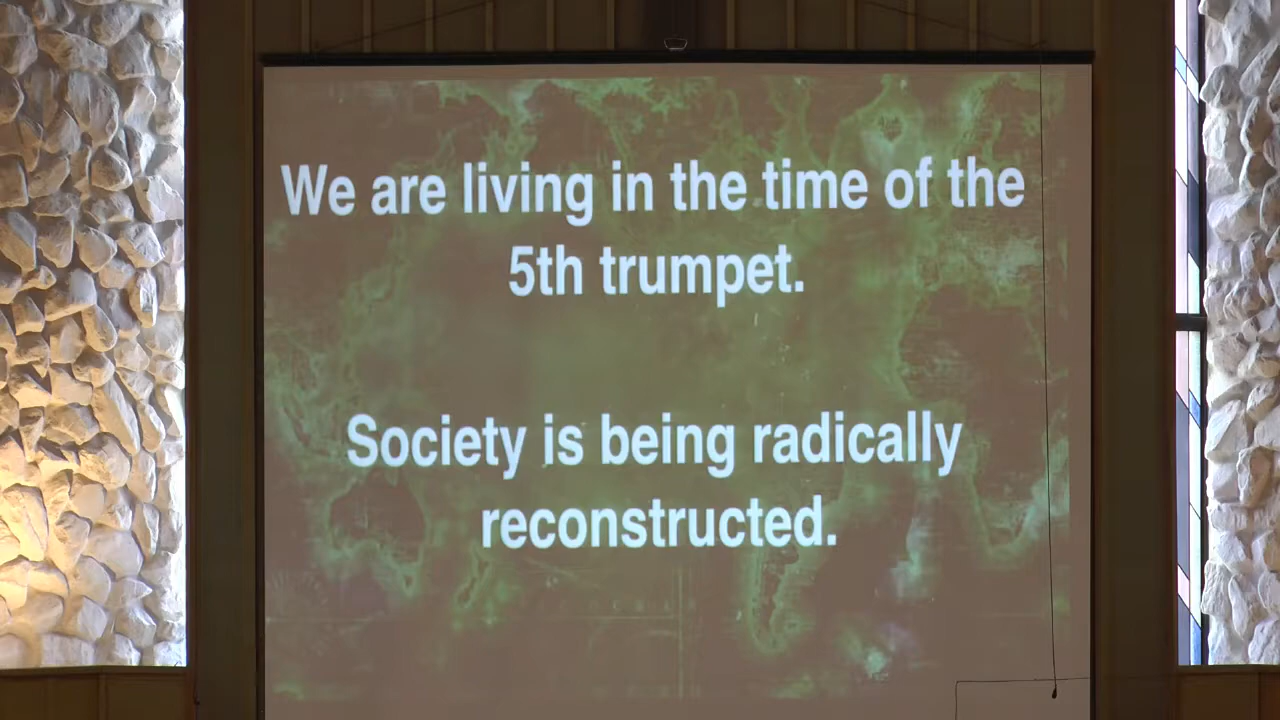 We are living in the time of the
5th trumpet.
Society is being radically
reconstructed.